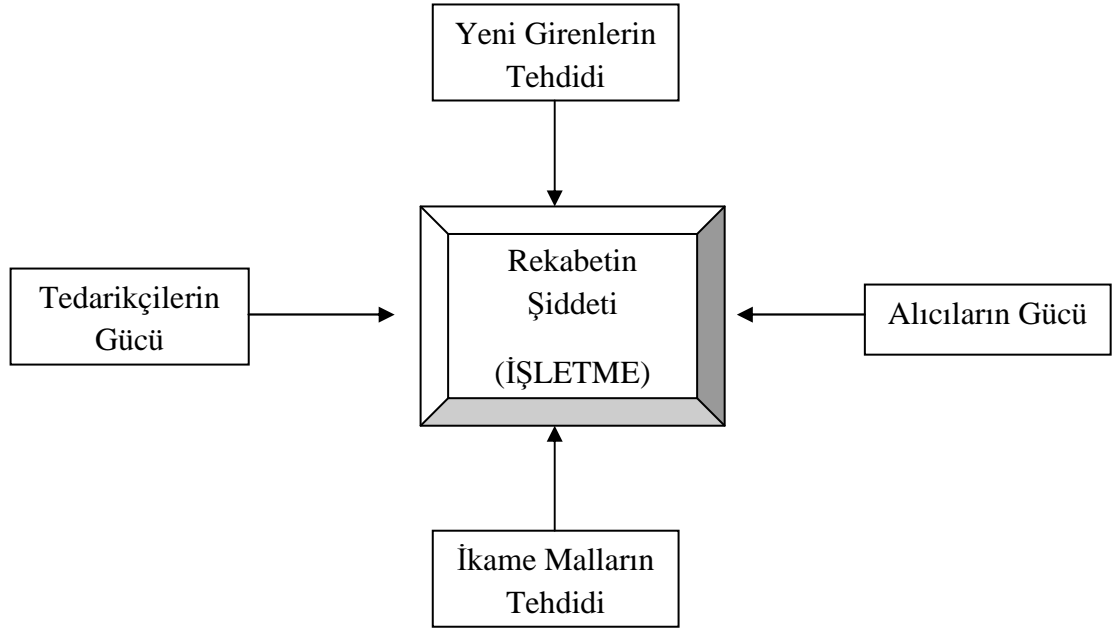 Yeni Girenlerin
Tehdidi
Rekabetin
Şiddeti
(İŞLETME)
Tedarikçilerin
Gücü
Alıcıların Gücü
İkame Malların
Tehdidi